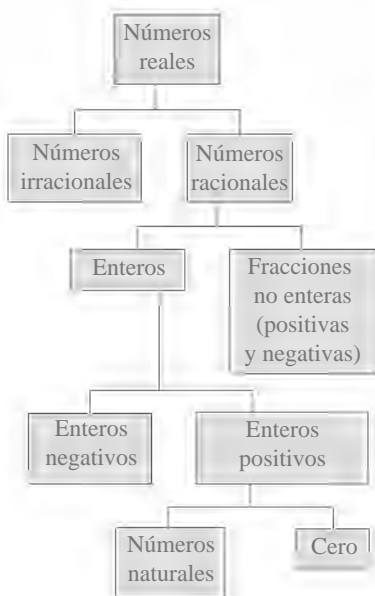 Números
reales
Números
irracionales
Números
racionales
Enteros
Fracciones
no enteras
(positivas
y negativas)
Enteros
negativos
Enteros
positivos
Números
naturales
Cero